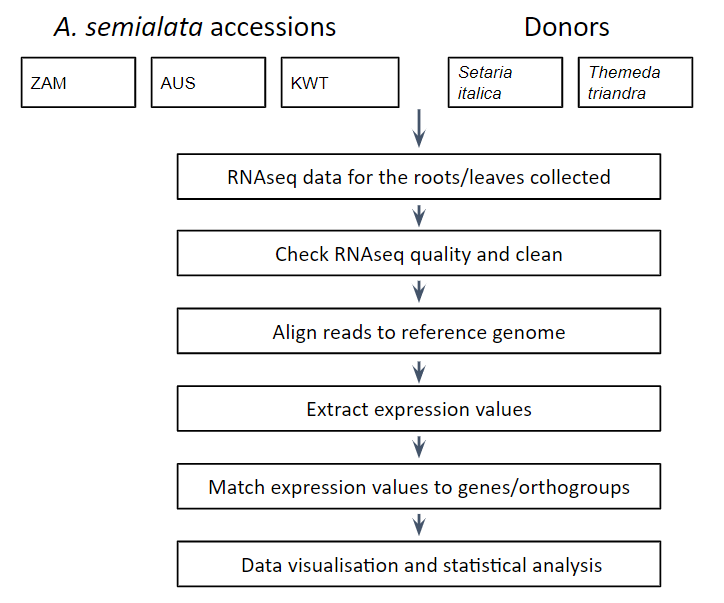 A. semialata accessions
Donors
ZAM
AUS
KWT
Setaria
italica
Themeda
triandra
RNAseq data for the roots/leaves collected
Check RNAseq quality and clean
Align reads to reference genome
Extract expression values
Match expression values to genes/orthogroups
Data visualisation and statistical analysis